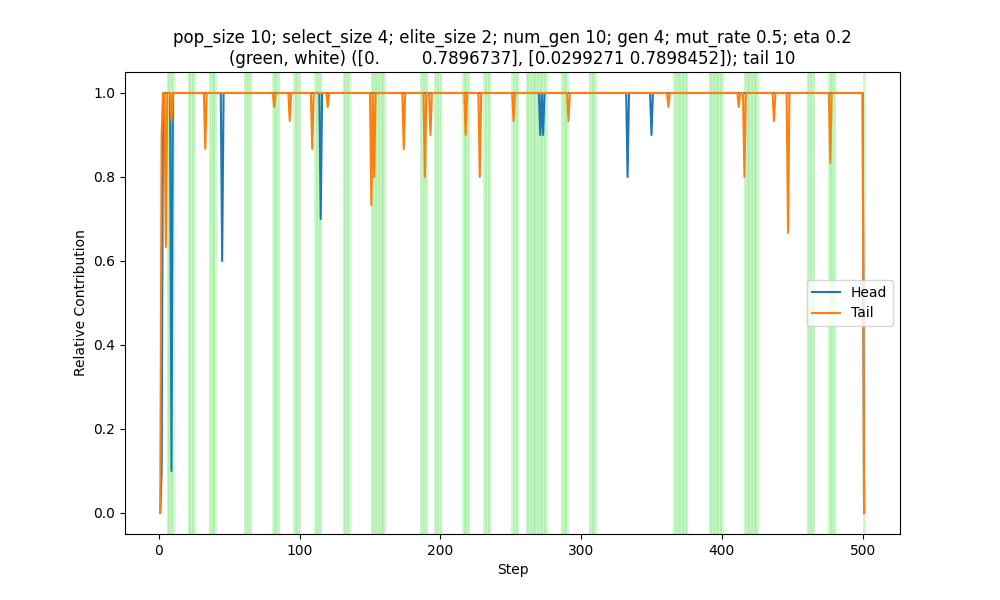 pop_size 10; select_size 4; elite_size 2; num_gen 10; gen 4; mut_rate 0.5; eta 0.2
(green, white) ([0.        0.7896737], [0.0299271 0.7898452]); tail 10
Relative Contribution
1.0
0.8
0.6
0.4
0.2
0.0
Head
Tail
0
100
200
300
400
500
Step